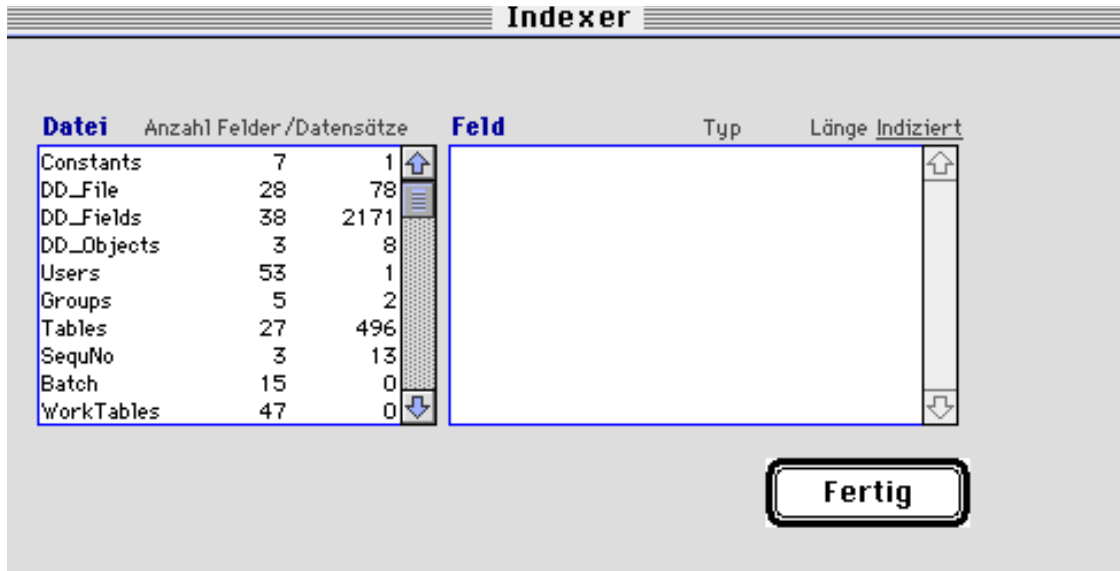 Indexer
Datei Anzahl Felder/Datensätze Feld Typ Länge Indiziert
Constants 7 1
DD_File 28 78
DD_Fields 38 2171
DD_Objects 3 8
Users 53 1
Groups 5 2
Tables 27 496
SequNo 3 13
Batch 15 0
WorkTables 47 0
Fertig